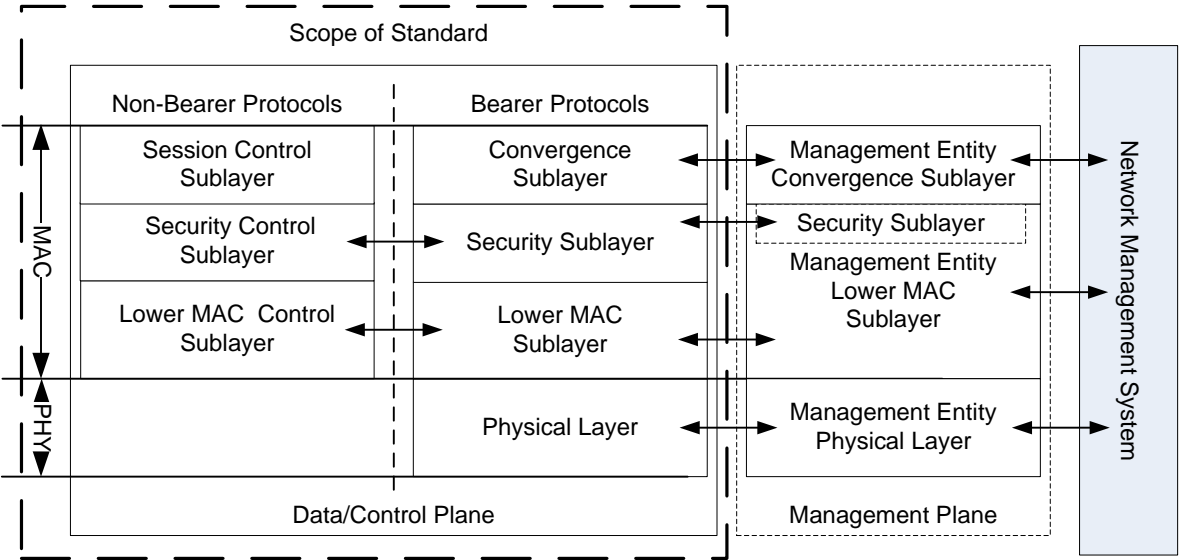 Scope of Standard
Non-Bearer Protocols
Bearer Protocols
Session Control
Sublayer
Convergence
Sublayer
Management Entity
Convergence Sublayer
Security Control
Sublayer
Security Sublayer
Security Sublayer
Management Entity
Lower MAC
Sublayer
Lower MAC Control
Sublayer
Lower MAC
Sublayer
MAC
PHY
Physical Layer
Management Entity
Physical Layer
Data/Control Plane
Management Plane
Network Management System